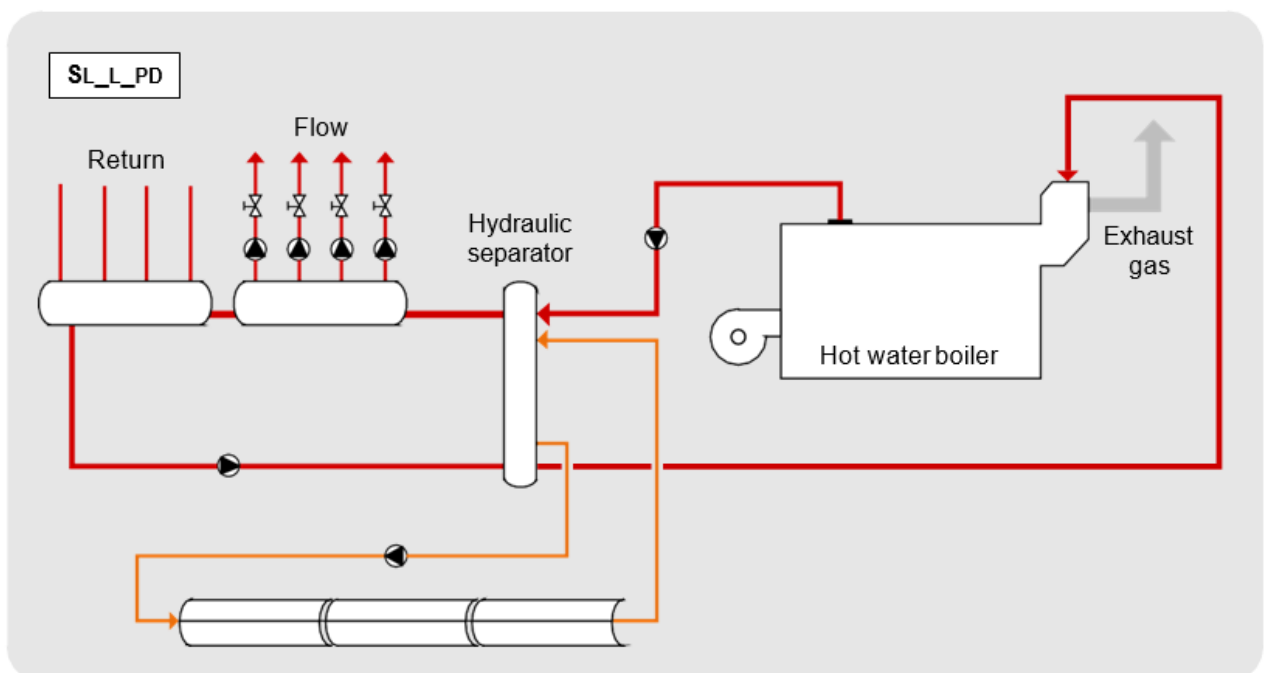 SL_L_PD
Flow
Return
Hydraulic
separator
Exhaust
gas
Hot water boiler